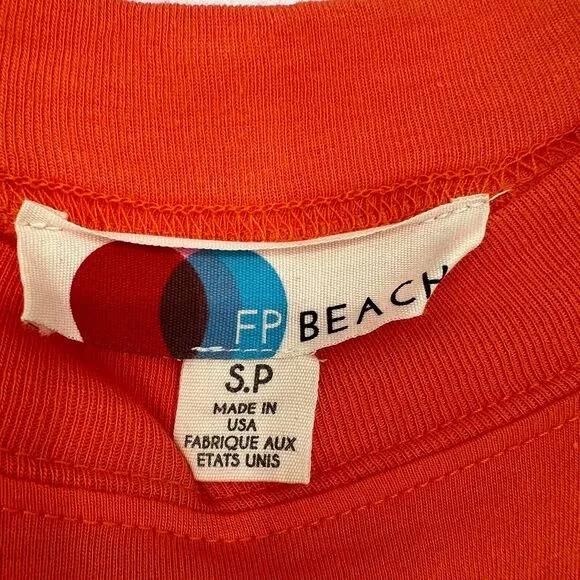 FP BEACH
S.P
MADE IN
USA
FABRIQUE AUX
ETATS UNIS